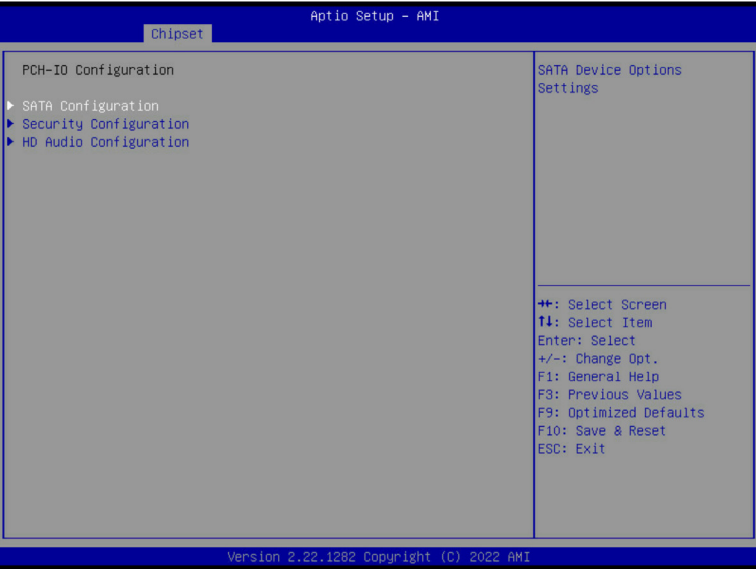 Aptio Setup – AMI
Chipset
PCH-IO Configuration
SATA Configuration
Security Configuration
HD Audio Configuration
SATA Device Options
Settings
→←: Select Screen
↑↓: Select Item
Enter: Select
+/-: Change Opt.
F1: General Help
F3: Previous Values
F9: Optimized Defaults
F10: Save & Reset
ESC: Exit
Version 2.22.1282 Copyright (C) 2022 AMI